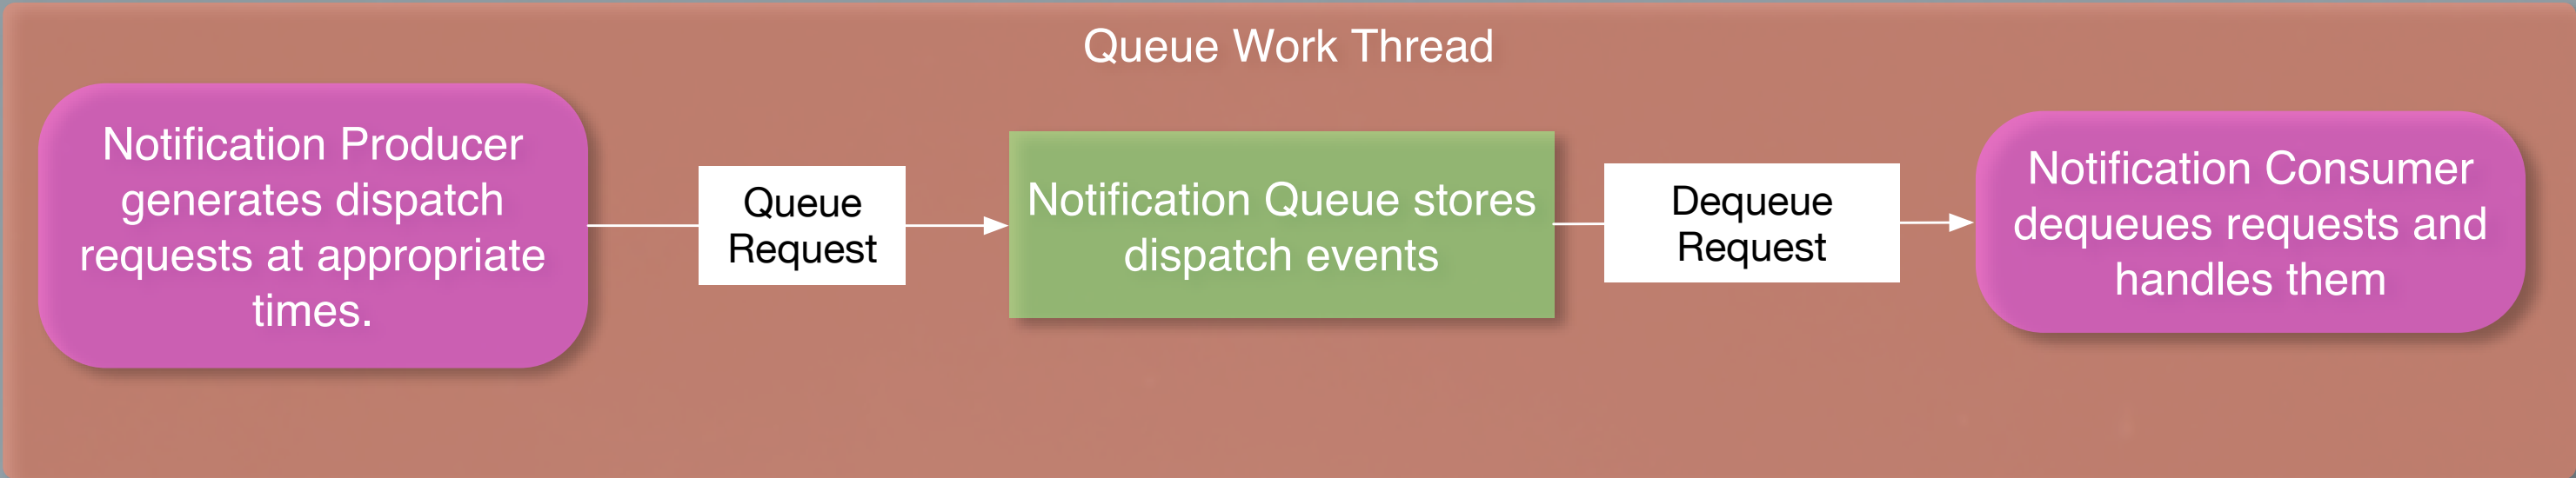 Queue Work Thread
Notification Producer
generates dispatch
requests at appropriate
times.
Queue
Request
Notification Queue stores
dispatch events
Dequeue
Request
Notification Consumer
dequeues requests and
handles them